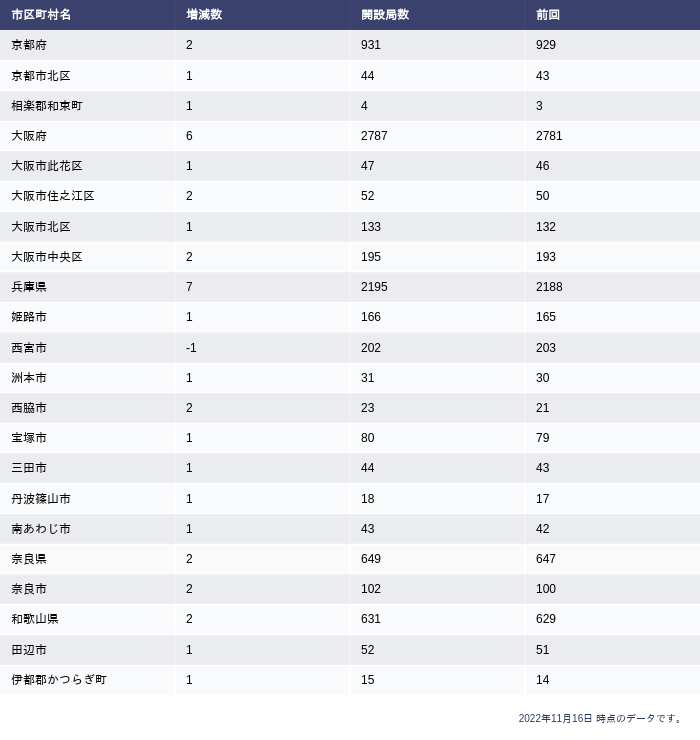 市区町村名 増減数 開設局数 前回
京都府 2 931 929
京都市北区 1 44 43
相楽郡和束町 1 4 3
大阪府 6 2787 2781
大阪市此花区 1 47 46
大阪市住之江区 2 52 50
大阪市北区 1 133 132
大阪市中央区 2 195 193
兵庫県 7 2195 2188
姫路市 1 166 165
西宮市 -1 202 203
洲本市 1 31 30
西脇市 2 23 21
宝塚市 1 80 79
三田市 1 44 43
丹波篠山市 1 18 17
南あわじ市 1 43 42
奈良県 2 649 647
奈良市 2 102 100
和歌山県 2 631 629
田辺市 1 52 51
伊都郡かつらぎ町 1 15 14
2022年11月16日 時点のデータです。